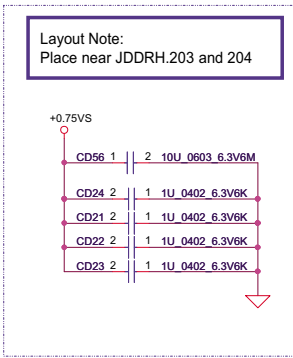 Layout Note:
Place near JDDRH.203 and 204
+0.75VS
CD56 1 2 10U_0603_6.3V6M
CD24 2 1 1U_0402_6.3V6K
CD21 2 1 1U_0402_6.3V6K
CD22 2 1 1U_0402_6.3V6K
CD23 2 1 1U_0402_6.3V6K